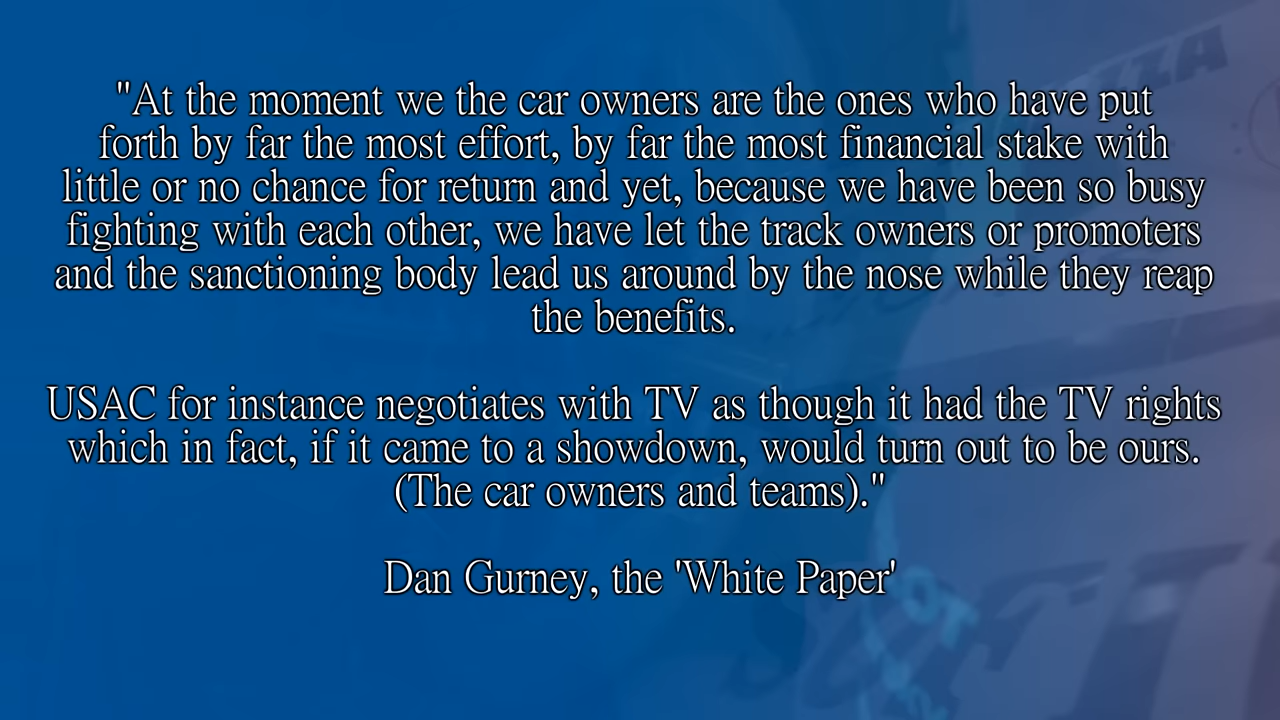 "At the moment we the car owners are the ones who have put
forth by far the most effort, by far the most financial stake with
little or no chance for return and yet, because we have been so busy
fighting with each other, we have let the track owners or promoters
and the sanctioning body lead us around by the nose while they reap
the benefits.
USAC for instance negotiates with TV as though it had the TV rights
which in fact, if it came to a showdown, would turn out to be ours.
(The car owners and teams)."
Dan Gurney, the 'White Paper'